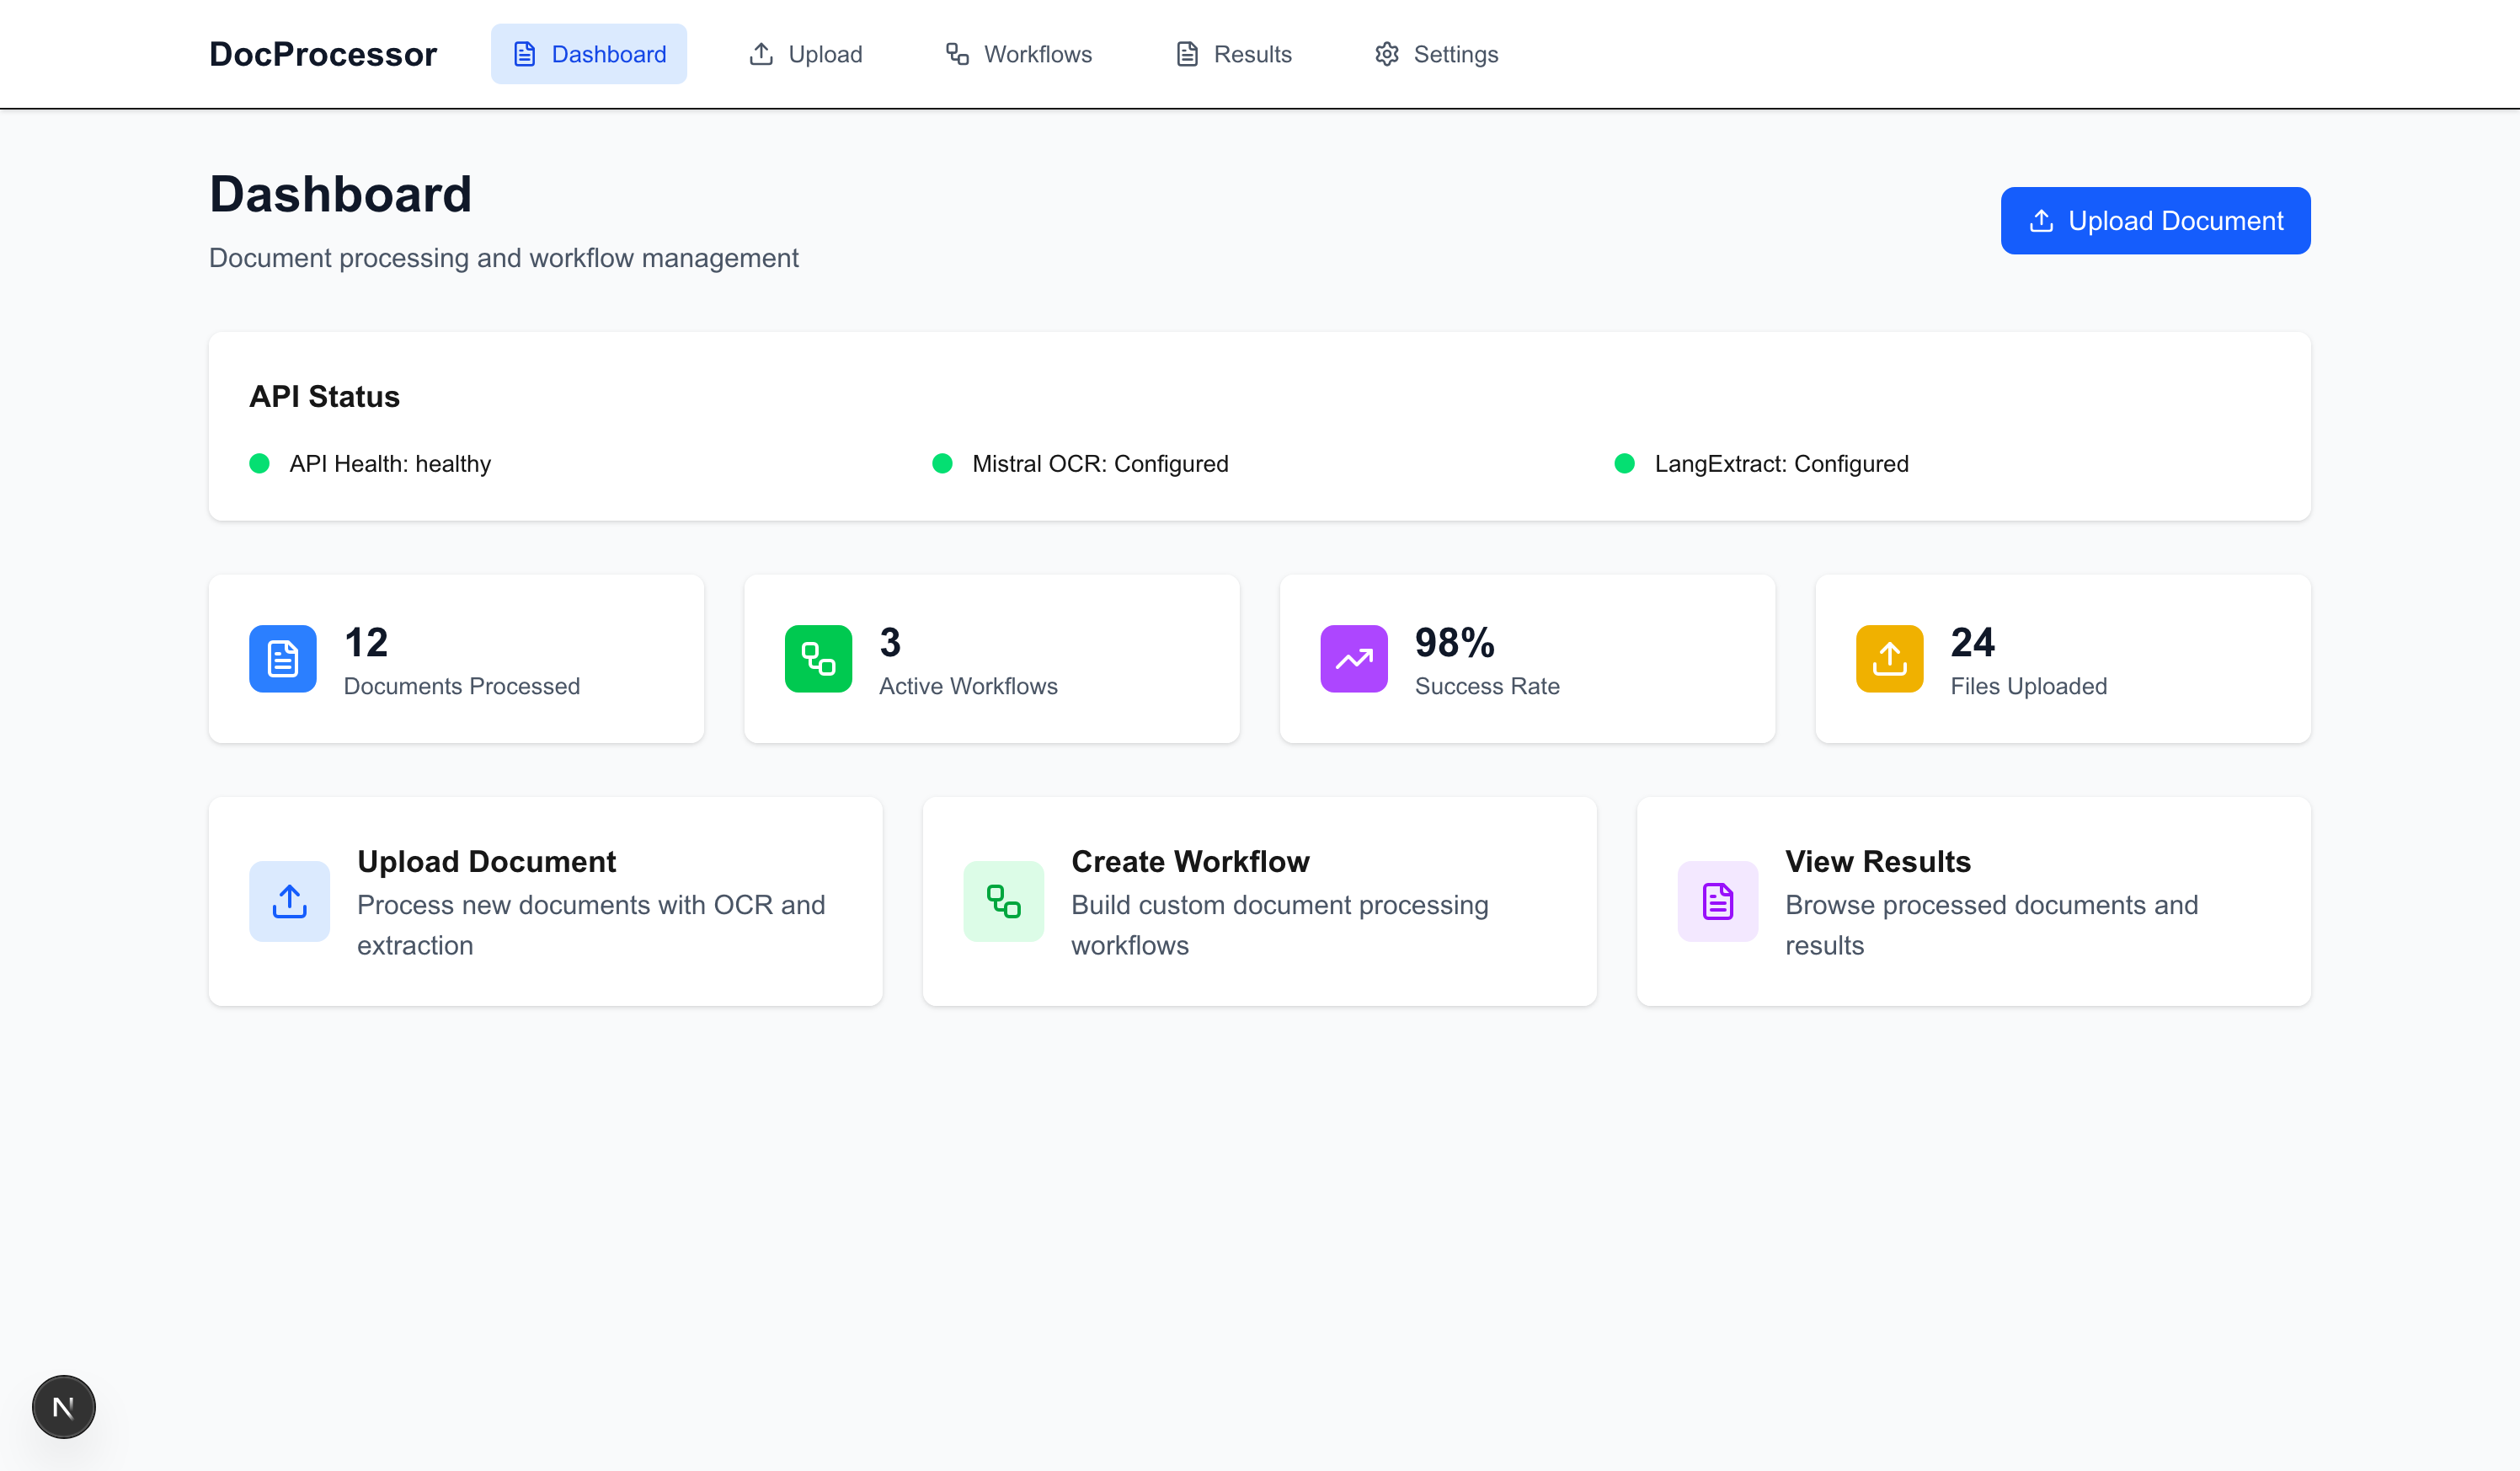 DocProcessor
Dashboard
Upload
Workflows
Results
Settings
Dashboard
Document processing and workflow management
Upload Document
API Status
API Health: healthy
Mistral OCR: Configured
LangExtract: Configured
12
Documents Processed
3
Active Workflows
98%
Success Rate
24
Files Uploaded
Upload Document
Process new documents with OCR and
extraction
Create Workflow
Build custom document processing
workflows
View Results
Browse processed documents and
results
N